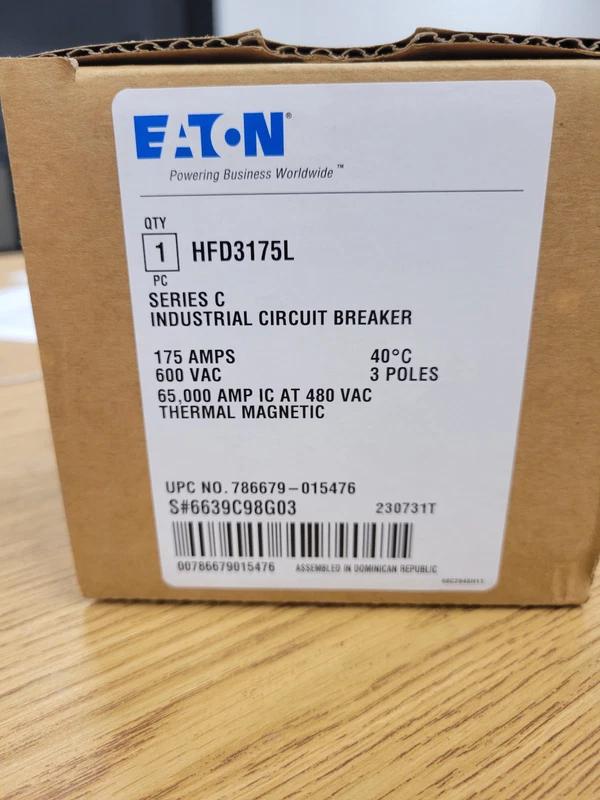 EATON®
Powering Business Worldwide™
QTY
1 HFD3175L
PC
SERIES C
INDUSTRIAL CIRCUIT BREAKER
175 AMPS 40°C
600 VAC 3 POLES
65,000 AMP IC AT 480 VAC
THERMAL MAGNETIC
UPC NO. 786679-015476
S#6639C98G03 230731T
00786679015476 ASSEMBLED IN DOMINICAN REPUBLIC